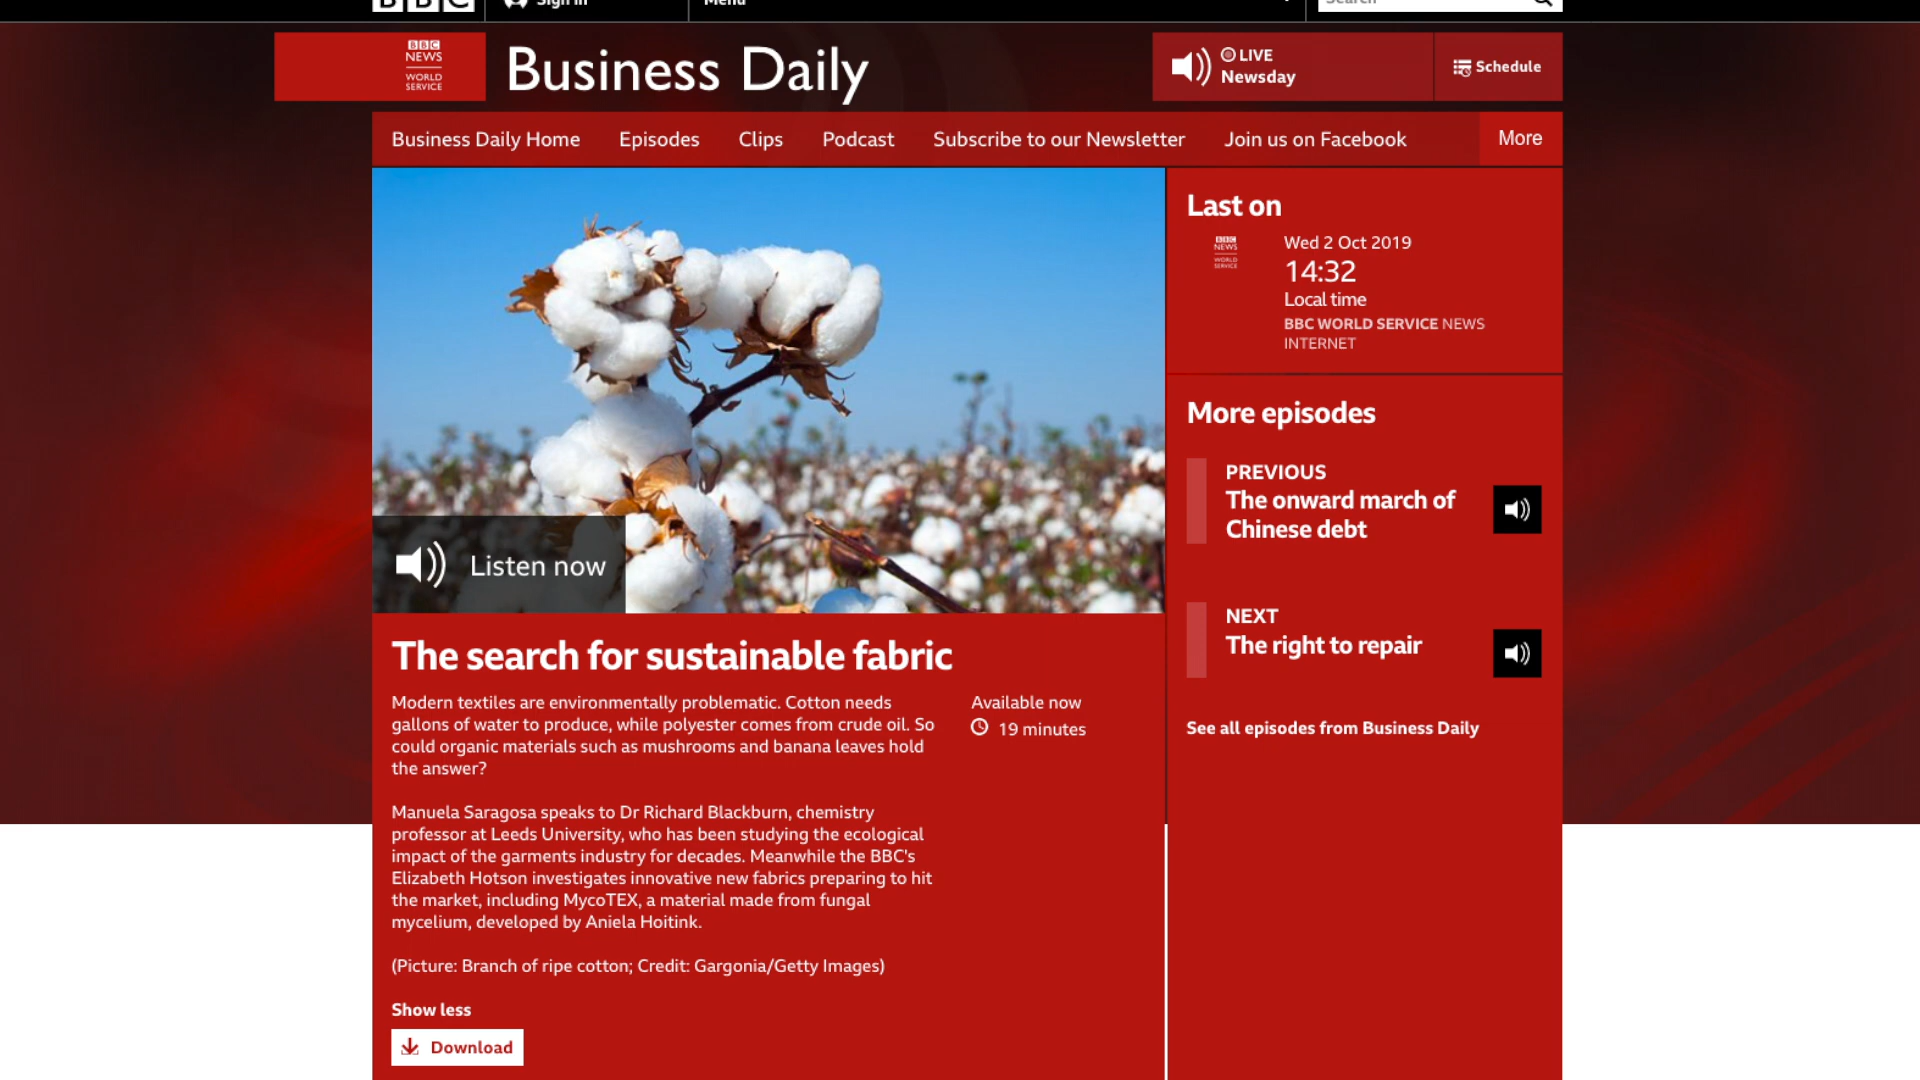 BBC
Sign in
Menu
Search
BBC
NEWS
WORLD
SERVICE
Business Daily
LIVE
Newsday
Schedule
Business Daily Home
Episodes
Clips
Podcast
Subscribe to our Newsletter
Join us on Facebook
More
Listen now
The search for sustainable fabric
Modern textiles are environmentally problematic. Cotton needs
gallons of water to produce, while polyester comes from crude oil. So
could organic materials such as mushrooms and banana leaves hold
the answer?
Manuela Saragosa speaks to Dr Richard Blackburn, chemistry
professor at Leeds University, who has been studying the ecological
impact of the garments industry for decades. Meanwhile the BBC's
Elizabeth Hotson investigates innovative new fabrics preparing to hit
the market, including MycoTEX, a material made from fungal
mycelium, developed by Aniela Hoitink.
(Picture: Branch of ripe cotton; Credit: Gargonia/Getty Images)
Show less
Download
Available now
19 minutes
Last on
BBC
NEWS
WORLD
SERVICE
Wed 2 Oct 2019
14:32
Local time
BBC WORLD SERVICE NEWS
INTERNET
More episodes
PREVIOUS
The onward march of
Chinese debt
NEXT
The right to repair
See all episodes from Business Daily